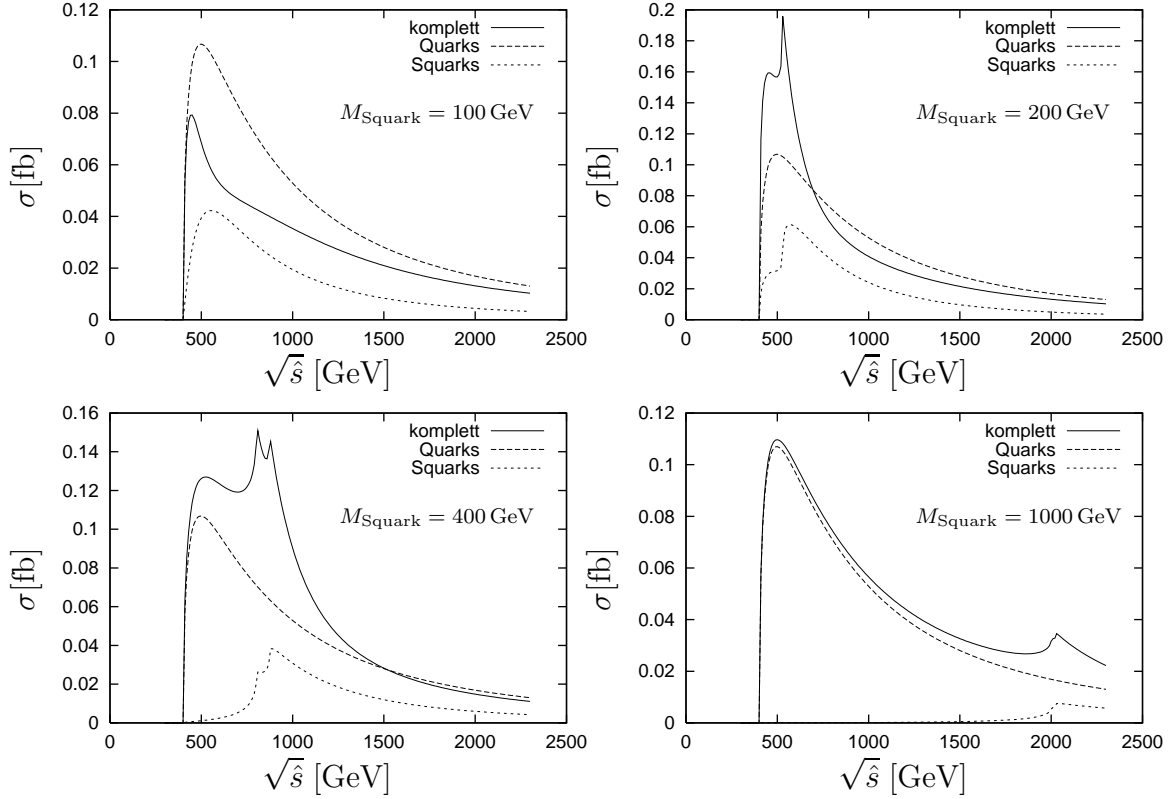 komplett
Quarks
Squarks
M_Squark = 100 GeV
σ[fb]
0.12
0.1
0.08
0.06
0.04
0.02
0
0 500 1000 1500 2000 2500
√ŝ [GeV]
komplett
Quarks
Squarks
M_Squark = 200 GeV
σ[fb]
0.2
0.18
0.16
0.14
0.12
0.1
0.08
0.06
0.04
0.02
0
0 500 1000 1500 2000 2500
√ŝ [GeV]
komplett
Quarks
Squarks
M_Squark = 400 GeV
σ[fb]
0.16
0.14
0.12
0.1
0.08
0.06
0.04
0.02
0
0 500 1000 1500 2000 2500
√ŝ [GeV]
komplett
Quarks
Squarks
M_Squark = 1000 GeV
σ[fb]
0.12
0.1
0.08
0.06
0.04
0.02
0
0 500 1000 1500 2000 2500
√ŝ [GeV]